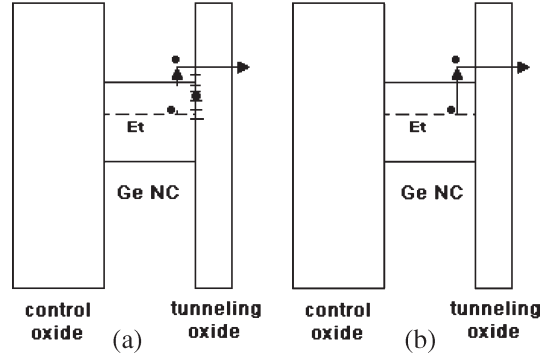 Et
Et
Ge NC
Ge NC
control oxide
tunneling oxide
control oxide
tunneling oxide
(a)
(b)